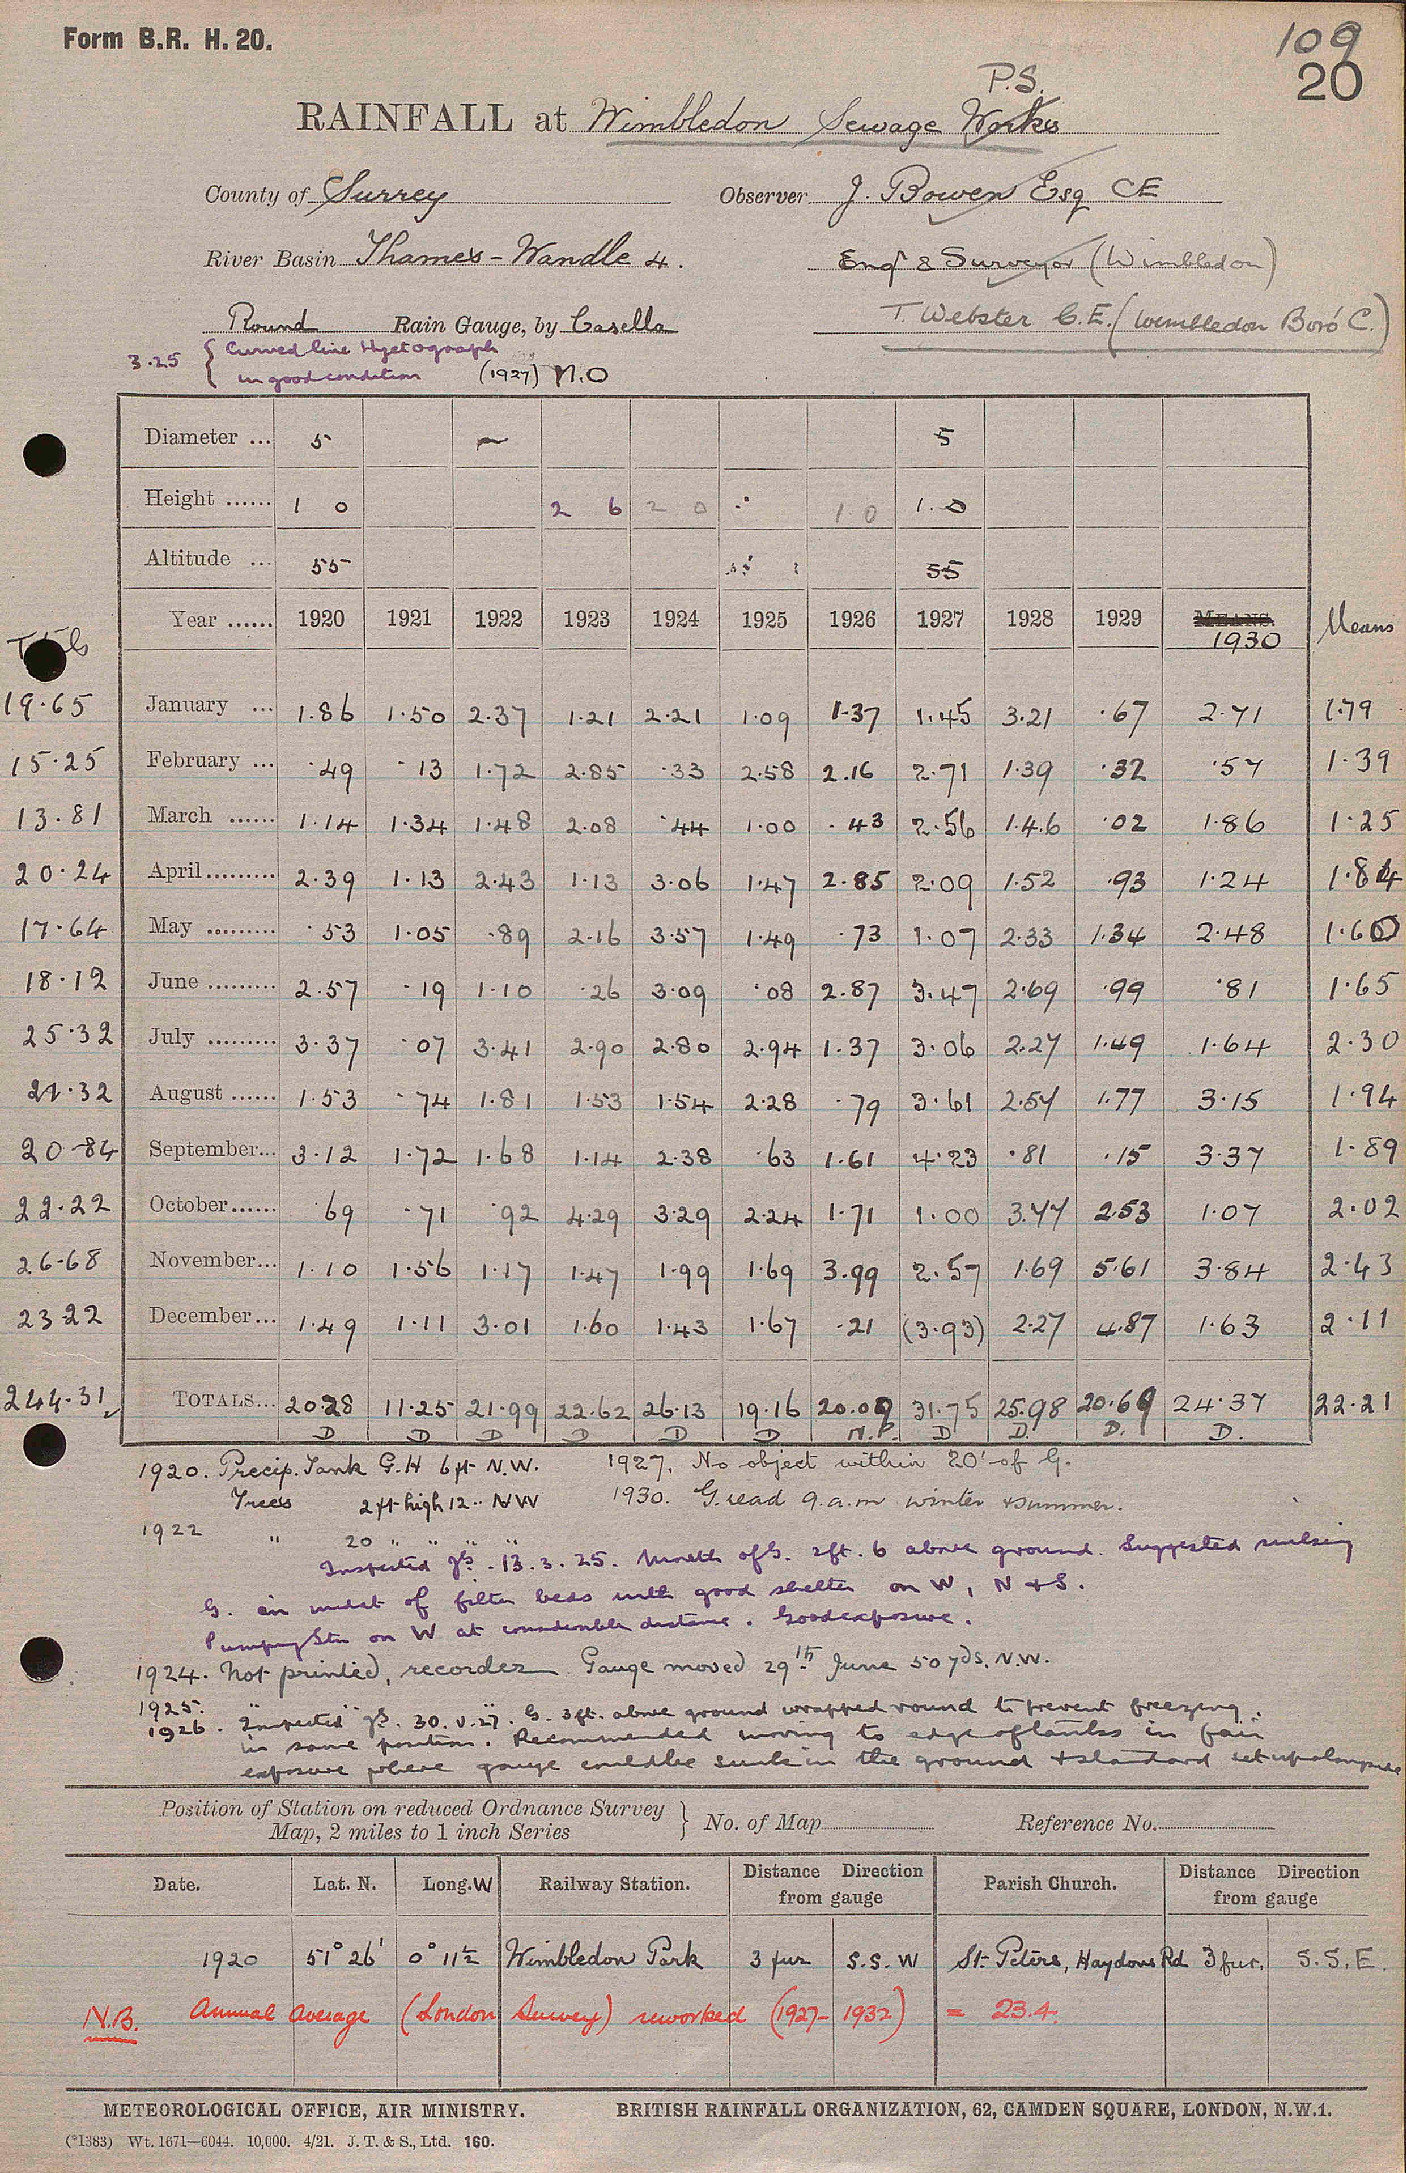 Form B.R. H. 20.
109
20
P.S.
RAINFALL at Wimbledon Sewage Works
County of Surrey Observer J. Bowen Esq CE
River Basin Thames - Wandle 4. Engr & Surveyor (Wimbledon)
Round Rain Gauge, by Casella T. Webster C.E. (Wimbledon Boro' C.)
3.25 { Curved line Hyetograph
in good condition (1927) M.O
Diameter ... 5 5
Height ...... 1 0 2 6 2 0 1 0 1.0
Altitude ... 55 55
Year ...... 1920 1921 1922 1923 1924 1925 1926 1927 1928 1929 MEANS. 1930 Means
19.65 January ... 1.86 1.50 2.37 1.21 2.21 1.09 1.37 1.45 3.21 .67 2.71 1.79
15.25 February ... .49 .13 1.72 2.85 .33 2.58 2.16 2.71 1.39 .32 .57 1.39
13.81 March ...... 1.14 1.34 1.48 2.08 .44 1.00 .43 2.56 1.46 .02 1.86 1.25
20.24 April ......... 2.39 1.13 2.43 1.13 3.06 1.47 2.85 2.09 1.52 .93 1.24 1.84
17.64 May ......... .53 1.05 .89 2.16 3.57 1.49 .73 1.07 2.33 1.34 2.48 1.60
18.12 June ......... 2.57 .19 1.10 .26 3.09 .08 2.87 3.47 2.69 .99 .81 1.65
25.32 July ......... 3.37 .07 3.41 2.90 2.80 2.94 1.37 3.06 2.27 1.49 1.64 2.30
21.32 August ...... 1.53 .74 1.81 1.53 1.54 2.28 .79 3.61 2.57 1.77 3.15 1.94
20.84 September... 3.12 1.72 1.68 1.14 2.38 .63 1.61 4.23 .81 .15 3.37 1.89
22.22 October...... .69 .71 .92 4.29 3.29 2.24 1.71 1.00 3.77 2.53 1.07 2.02
26.68 November... 1.10 1.56 1.17 1.47 1.99 1.69 3.99 2.57 1.69 5.61 3.84 2.43
23.22 December... 1.49 1.11 3.01 1.60 1.43 1.67 .21 (3.93) 2.27 4.87 1.63 2.11
244.31 TOTALS... 20.28 11.25 21.99 22.62 26.13 19.16 20.09 31.75 25.98 20.69 24.37 22.21
D D D D D D N.P. D D. D. D.
1920. Precip. Tank G.H 6 ft N.W. 1927. No object within 20' of G.
Trees 2 ft high 12 " NW 1930. G. read 9 a.m winter & summer.
1922 " 20 " " " "
Inspected 13.3.25. Mouth of G. 2ft. 6 above ground. Suggested
G. in midst of filter beds with good shelter on W, N & S.
Pumping Stn on W at considerable distance. Good exposure.
1924. Not printed, recorder. Gauge moved 29th June 50 yds. N.W.
1925. " " "
1926. Inspected 30.V.27. G. 3ft. above ground wrapped round to prevent freezing.
in same position. Recommended moving to edge of in fair
exposure where gauge could be sunk in the ground & standard set up alongside
Position of Station on reduced Ordnance Survey
Map, 2 miles to 1 inch Series } No. of Map Reference No.
Date. Lat. N. Long. W Railway Station. Distance Direction from gauge Parish Church. Distance Direction from gauge
1920 51° 26' 0° 11½ Wimbledon Park 3 fur S.S.W St. Peters, Haydons Rd 3 fur. S.S.E.
N.B. Annual average (London Survey) reworked (1927-1932) = 23.4.
METEOROLOGICAL OFFICE, AIR MINISTRY. BRITISH RAINFALL ORGANIZATION, 62, CAMDEN SQUARE, LONDON, N.W.1.
(*1383) Wt. 1671—6044. 10,000. 4/21. J. T. & S., Ltd. 160.